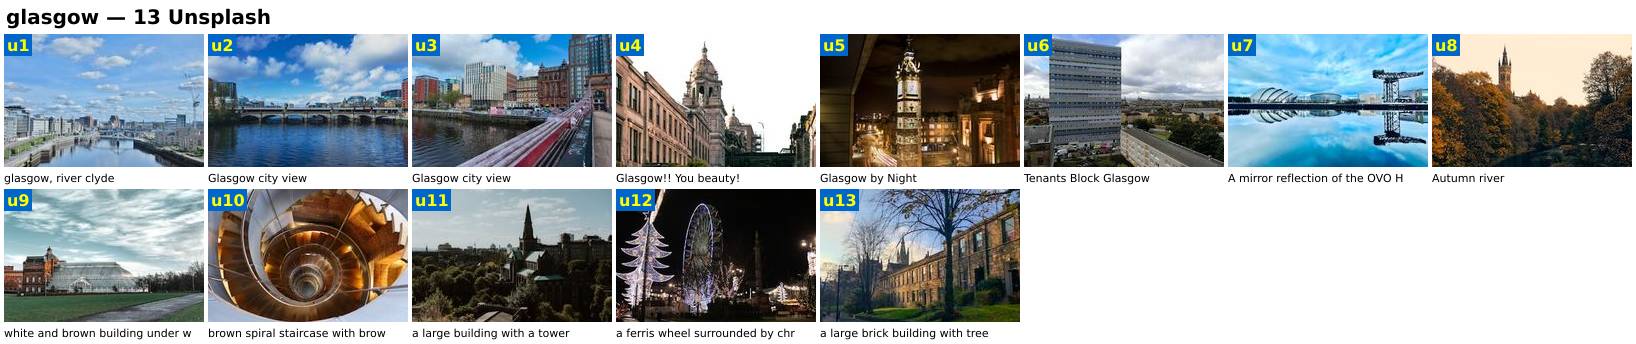 glasgow — 13 Unsplash
u1
u2
u3
u4
u5
u6
u7
u8
glasgow, river clyde
Glasgow city view
Glasgow city view
Glasgow!! You beauty!
Glasgow by Night
Tenants Block Glasgow
A mirror reflection of the OVO H
Autumn river
u9
u10
u11
u12
u13
white and brown building under w
brown spiral staircase with brow
a large building with a tower
a ferris wheel surrounded by chr
a large brick building with tree